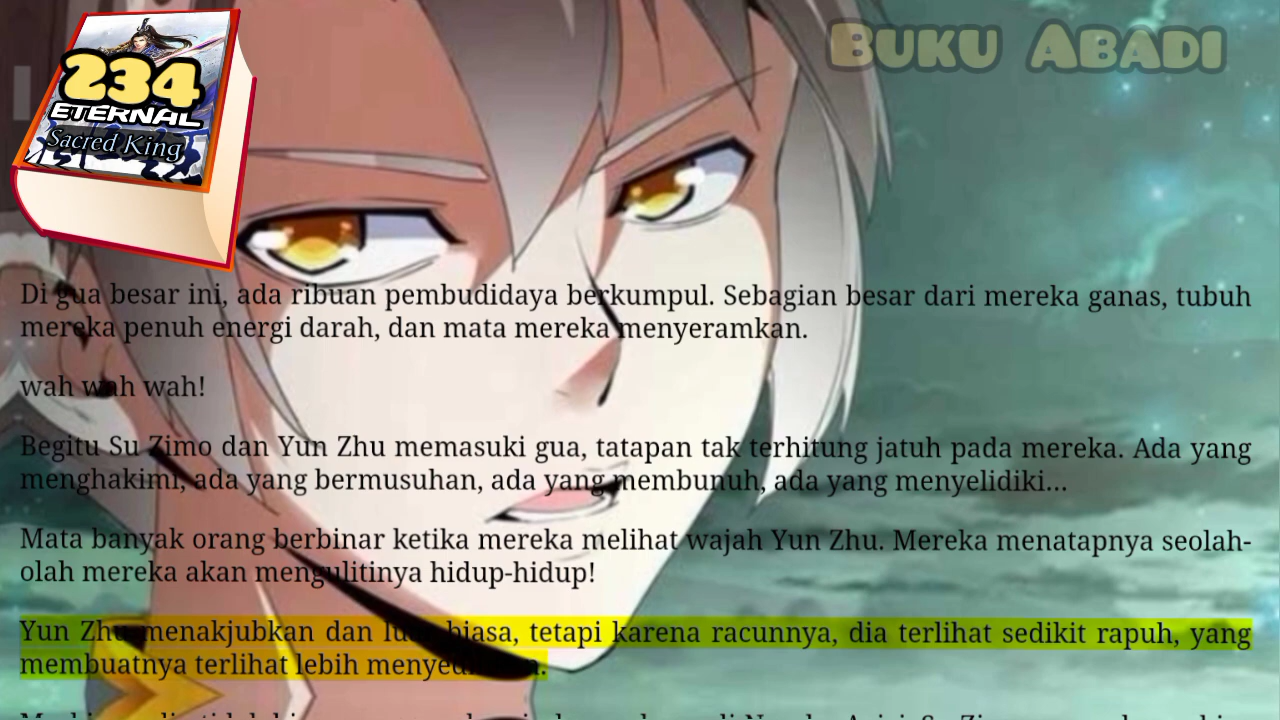 Buku Abadi
234
ETERNAL
Sacred King
Di gua besar ini, ada ribuan pembudidaya berkumpul. Sebagian besar dari mereka ganas, tubuh
mereka penuh energi darah, dan mata mereka menyeramkan.
wah wah wah!
Begitu Su Zimo dan Yun Zhu memasuki gua, tatapan tak terhitung jatuh pada mereka. Ada yang
menghakimi, ada yang bermusuhan, ada yang membunuh, ada yang menyelidiki...
Mata banyak orang berbinar ketika mereka melihat wajah Yun Zhu. Mereka menatapnya seolah-
olah mereka akan mengulitinya hidup-hidup!
Yun Zhu menakjubkan dan luar biasa, tetapi karena racunnya, dia terlihat sedikit rapuh, yang
membuatnya terlihat lebih menyedihkan.